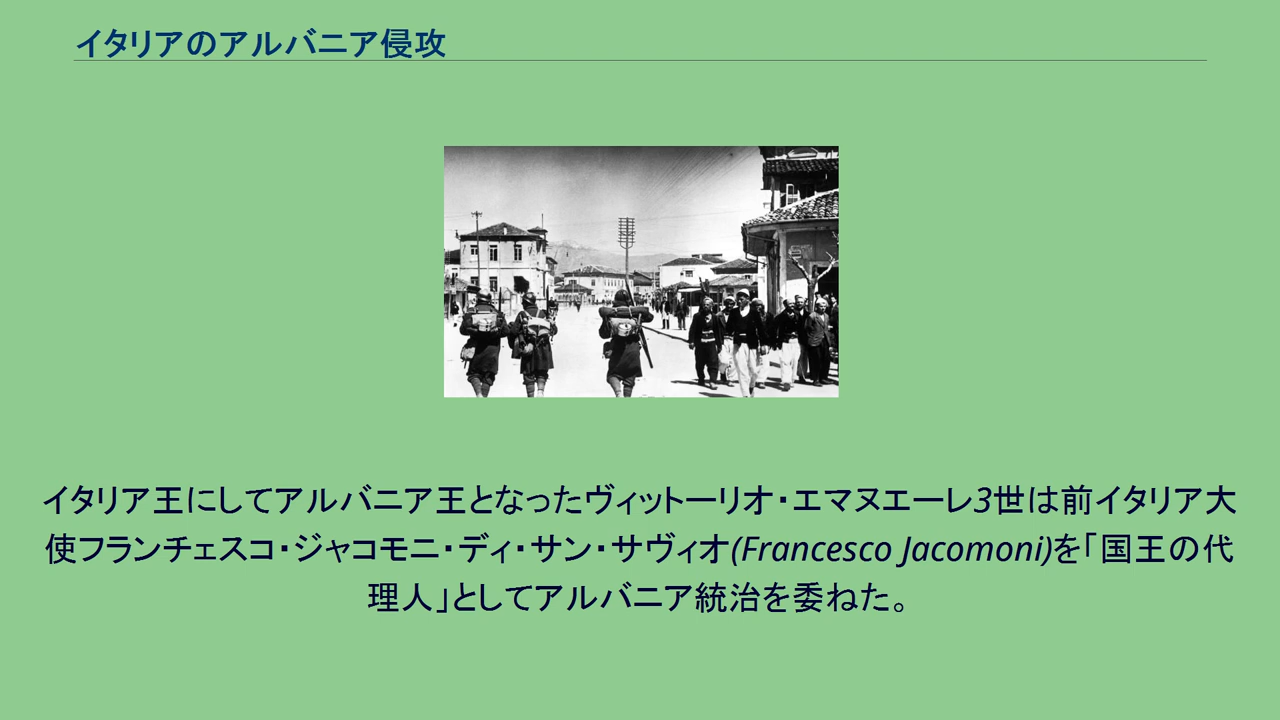 イタリアのアルバニア侵攻
イタリア王にしてアルバニア王となったヴィットーリオ・エマヌエーレ3世は前イタリア大
使フランチェスコ・ジャコモニ・ディ・サン・サヴィオ(Francesco Jacomoni)を「国王の代
理人」としてアルバニア統治を委ねた。